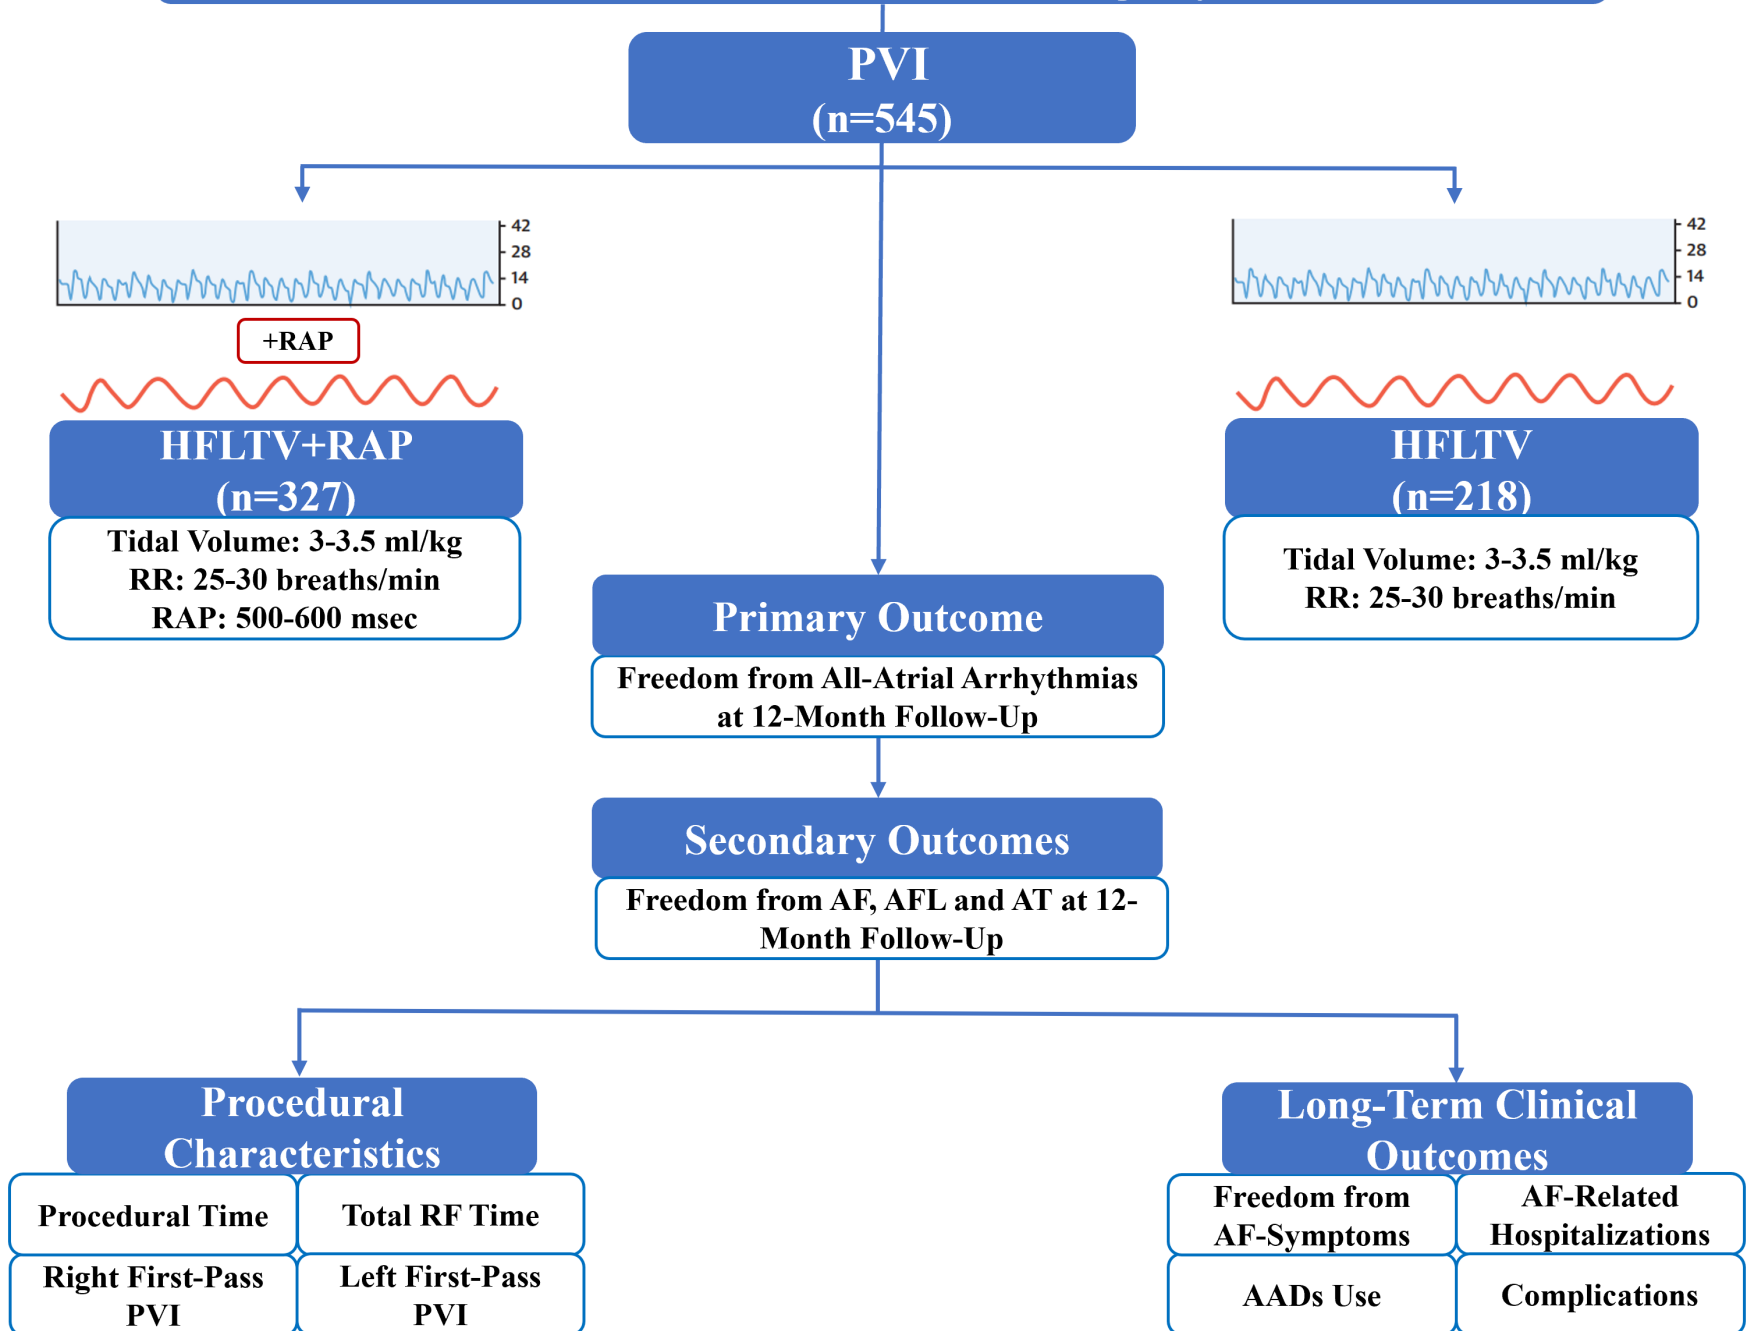 PVI
(n=545)
42
28
14
0
+RAP
HFLTV+RAP
(n=327)
Tidal Volume: 3-3.5 ml/kg
RR: 25-30 breaths/min
RAP: 500-600 msec
42
28
14
0
HFLTV
(n=218)
Tidal Volume: 3-3.5 ml/kg
RR: 25-30 breaths/min
Primary Outcome
Freedom from All-Atrial Arrhythmias
at 12-Month Follow-Up
Secondary Outcomes
Freedom from AF, AFL and AT at 12-
Month Follow-Up
Procedural
Characteristics
Procedural Time
Total RF Time
Right First-Pass
PVI
Left First-Pass
PVI
Long-Term Clinical
Outcomes
Freedom from
AF-Symptoms
AF-Related
Hospitalizations
AADs Use
Complications